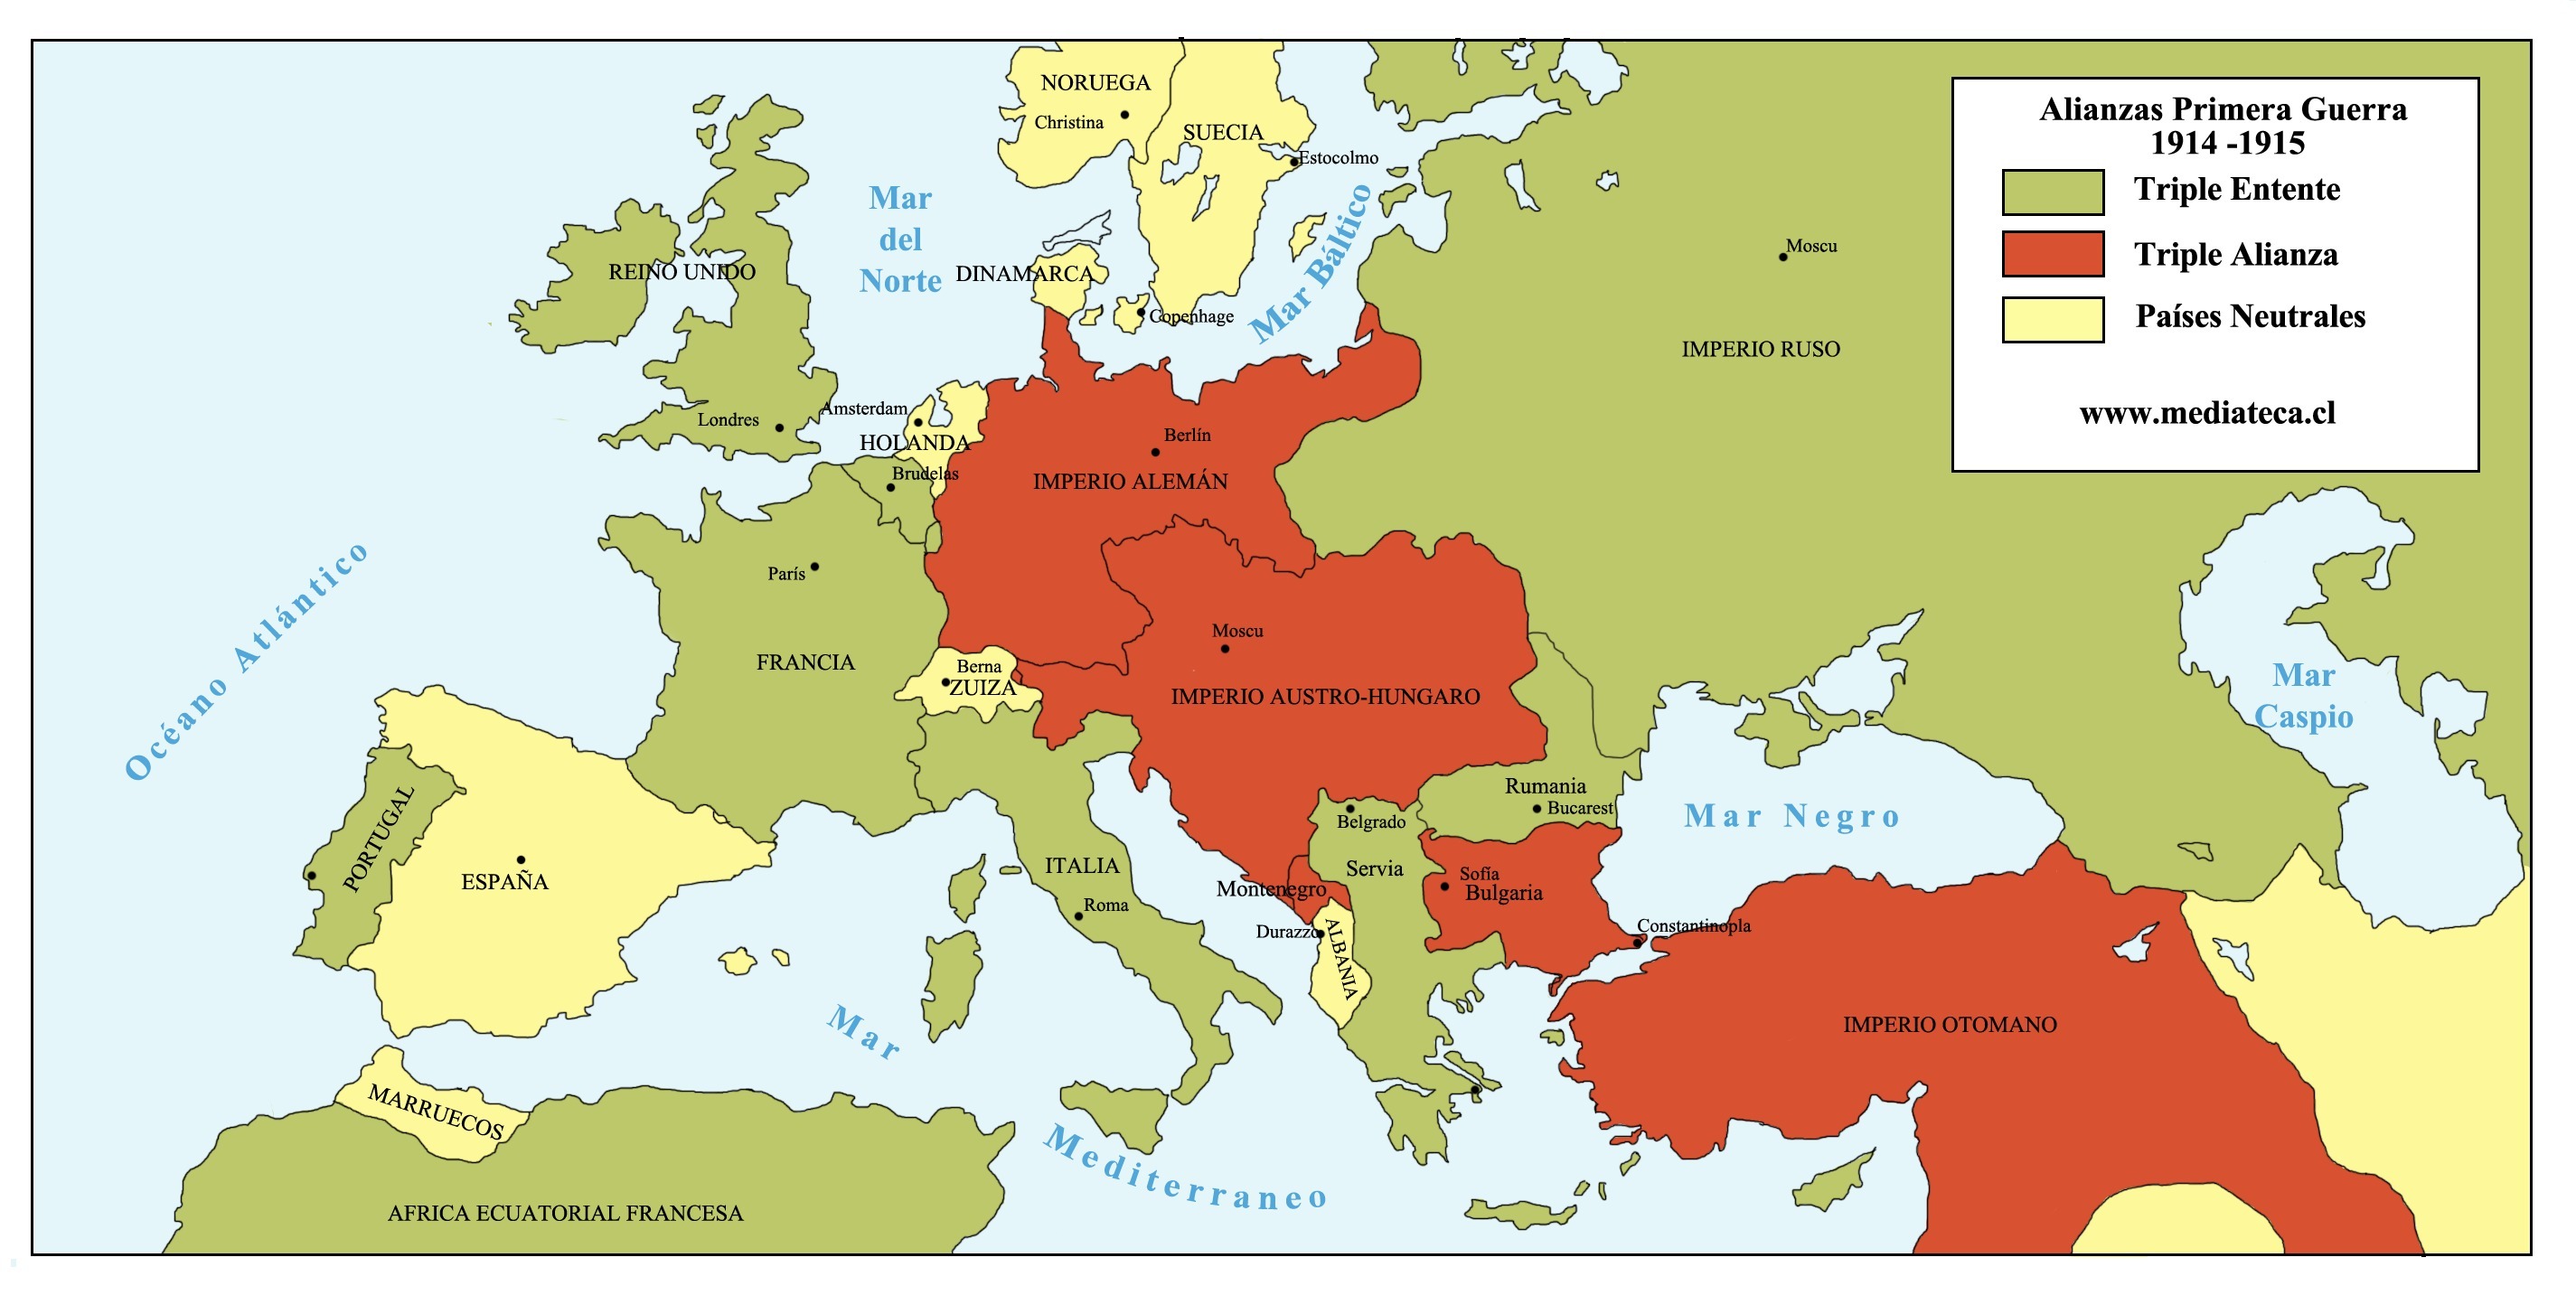 Alianzas Primera Guerra
1914 -1915
Triple Entente
Triple Alianza
Países Neutrales
www.mediateca.cl
NORUEGA
Christina
SUECIA
Estocolmo
Mar
del
Norte
DINAMARCA
Copenhage
Mar Báltico
Moscu
IMPERIO RUSO
REINO UNIDO
Londres
Amsterdam
HOLANDA
Brudelas
Berlín
IMPERIO ALEMÁN
Océano Atlántico
París
FRANCIA
Berna
ZUIZA
Moscu
IMPERIO AUSTRO-HUNGARO
Mar
Caspio
Rumania
Bucarest
Mar Negro
Belgrado
Servia
PORTUGAL
ESPAÑA
ITALIA
Roma
Montenegro
Durazzo
ALBANIA
Sofía
Bulgaria
Constantinopla
IMPERIO OTOMANO
Mar
Mediterraneo
MARRUECOS
AFRICA ECUATORIAL FRANCESA